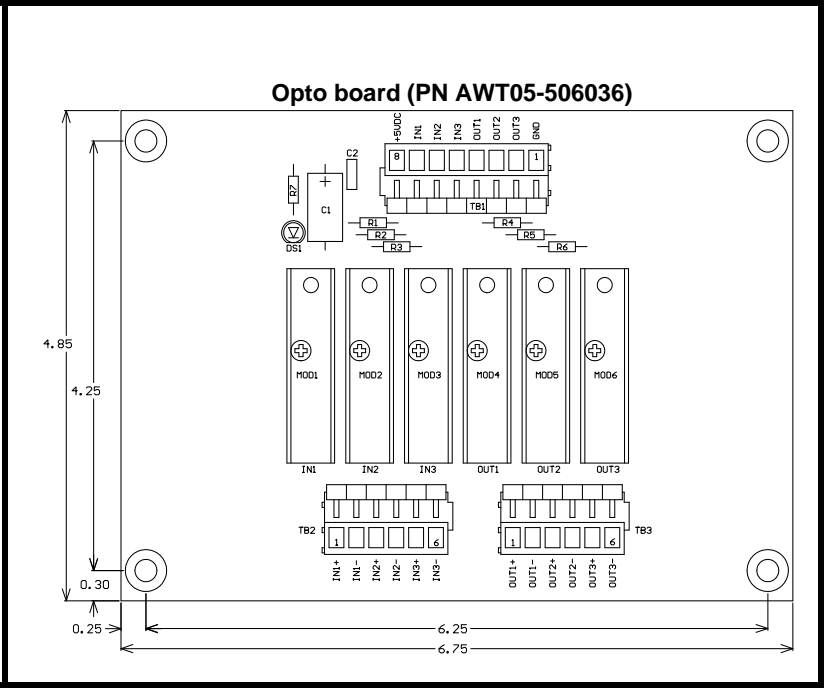 Opto board (PN AWT05-506036)
+5VDC
IN1
IN2
IN3
OUT1
OUT2
OUT3
GND
8
1
TB1
C2
R7
C1
DS1
R1
R2
R3
R4
R5
R6
4.85
4.25
MOD1
MOD2
MOD3
MOD4
MOD5
MOD6
IN1
IN2
IN3
OUT1
OUT2
OUT3
TB2
1
6
1
6
TB3
IN1+
IN1-
IN2+
IN2-
IN3+
IN3-
OUT1+
OUT1-
OUT2+
OUT2-
OUT3+
OUT3-
0.30
0.25
6.25
6.75